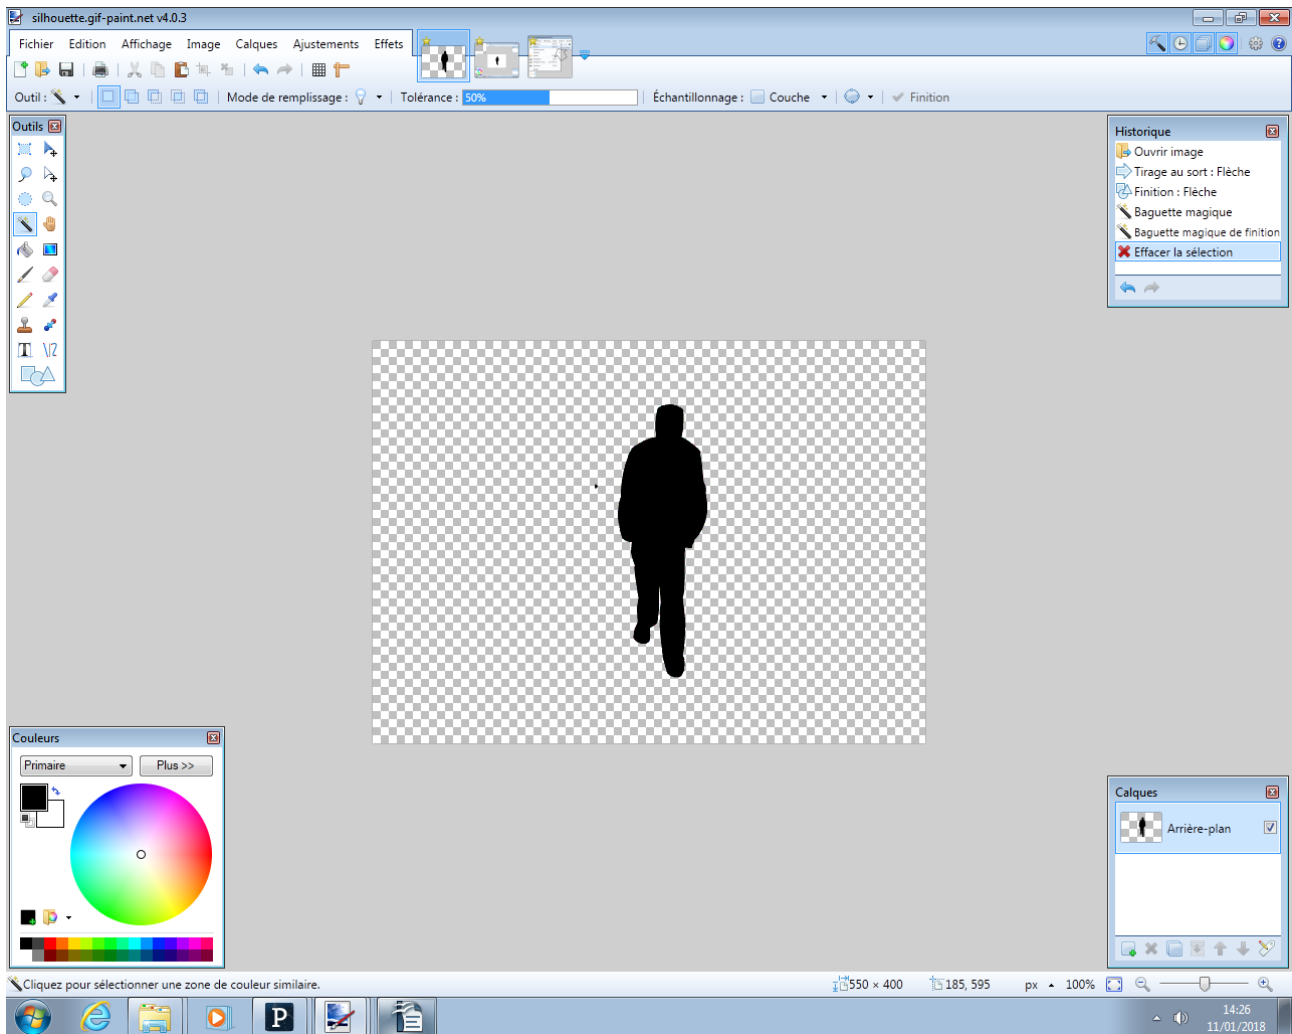 silhouette.gif-paint.net v4.0.3
Fichier Edition Affichage Image Calques Ajustements Effets
Outil : Mode de remplissage : Tolérance : 50% Échantillonnage : Couche Finition
Outils
Historique
Ouvrir image
Tirage au sort : Flèche
Finition : Flèche
Baguette magique
Baguette magique de finition
Effacer la sélection
Couleurs
Primaire Plus >>
Calques
Arrière-plan
Cliquez pour sélectionner une zone de couleur similaire. 550 × 400 185, 595 px 100%
14:26
11/01/2018